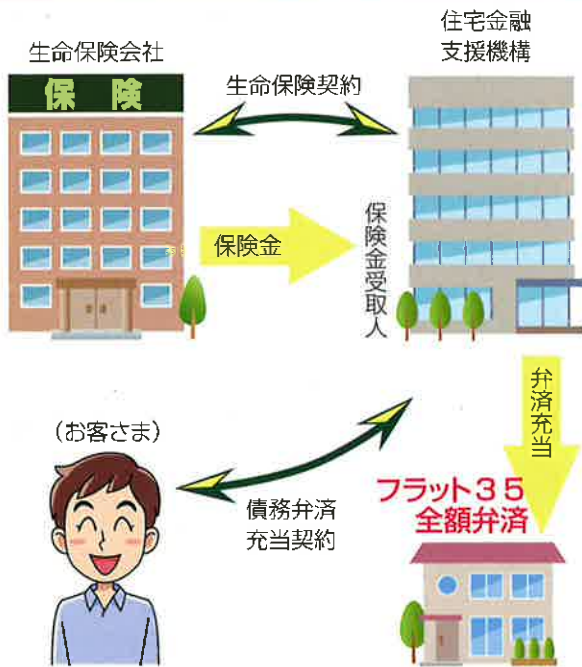 生命保険会社
保険
住宅金融
支援機構
生命保険契約
保険金
保険金受取人
弁済充当
(お客さま)
債務弁済
充当契約
フラット35
全額弁済